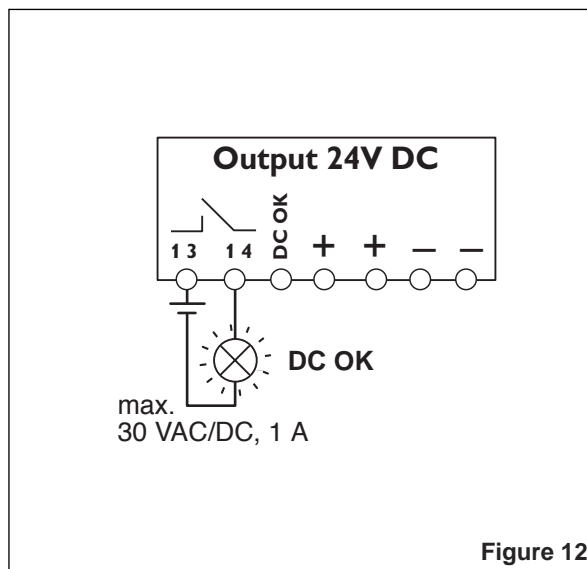 Output 24V DC
13 14 DC OK + + – –
DC OK
max.
30 VAC/DC, 1 A
Figure 12